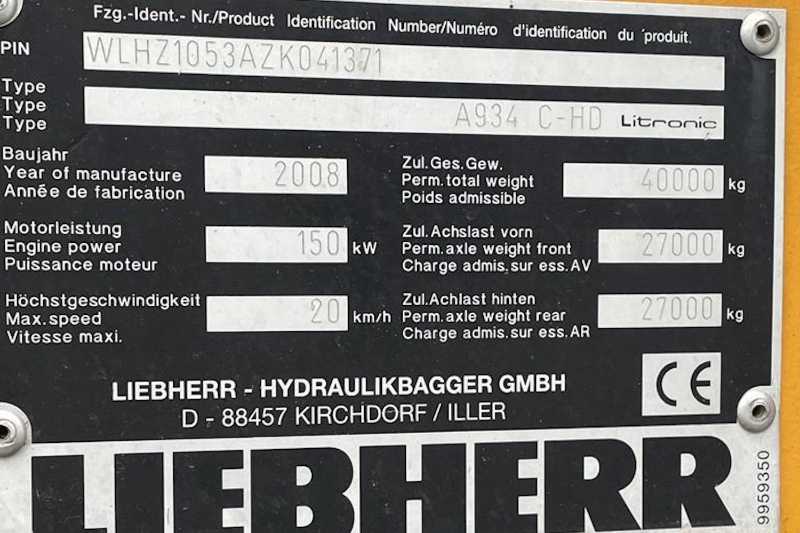 Fzg.-Ident.- Nr./Product Identification Number/Numéro d'identification du produit.
PIN WLHZ1053AZK041371
Type
Type A934 C-HD Litronic
Type
Baujahr
Year of manufacture 2008
Année de fabrication
Zul.Ges.Gew.
Perm.total weight 40000 kg
Poids admissible
Motorleistung
Engine power 150 kW
Puissance moteur
Zul.Achslast vorn
Perm.axle weight front 27000 kg
Charge admis.sur ess.AV
Höchstgeschwindigkeit
Max.speed 20 km/h
Vitesse maxi.
Zul.Achlast hinten
Perm.axle weight rear 27000 kg
Charge admis.sur ess.AR
LIEBHERR - HYDRAULIKBAGGER GMBH
D - 88457 KIRCHDORF / ILLER
CE
LIEBHERR
9959350